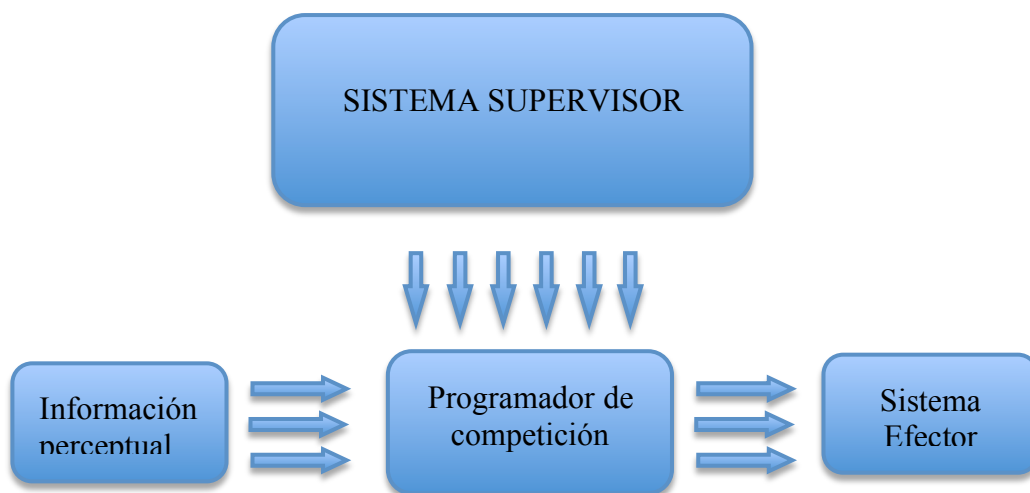 SISTEMA SUPERVISOR
Información
perceptual
Programador de
competición
Sistema
Efector